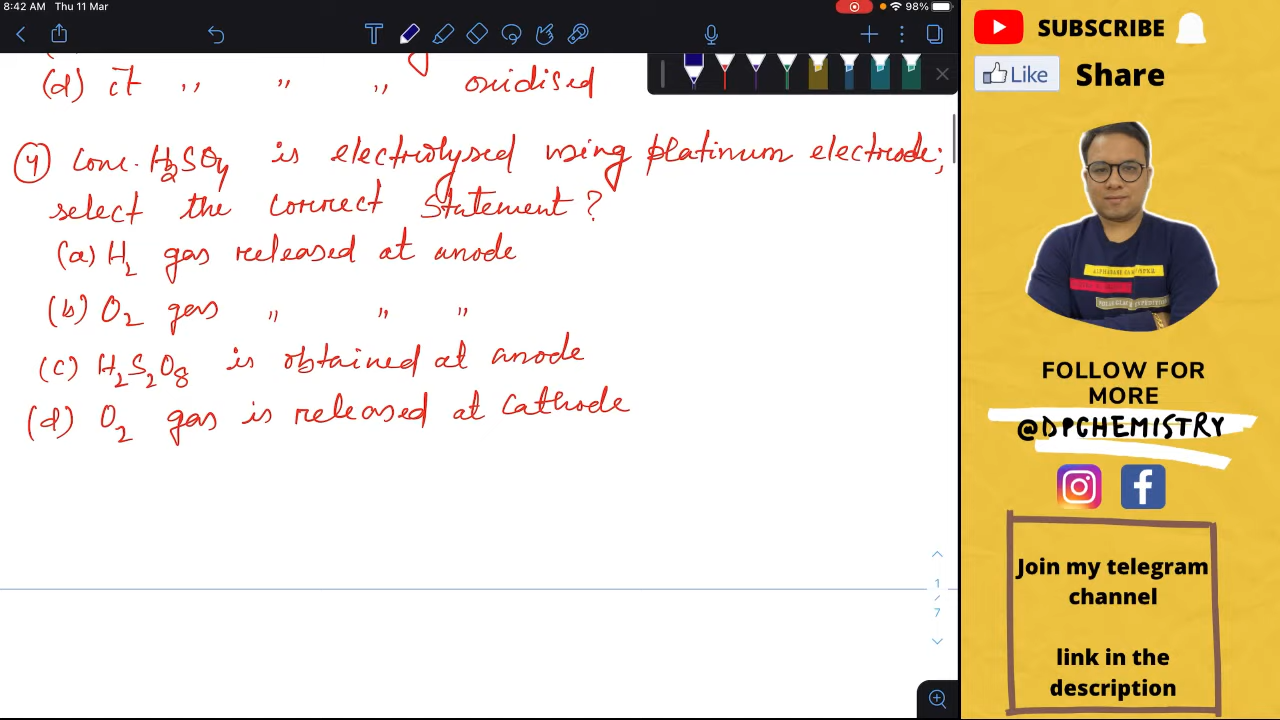 8:42 AM Thu 11 Mar
98%
(d) it ,, ,, ,, oxidised
(4) Conc. H2SO4 is electrolysed using platinum electrode;
select the correct statement?
(a) H2 gas released at anode
(b) O2 gas ,, ,, ,,
(c) H2S2O8 is obtained at anode
(d) O2 gas is released at cathode
1
/
7
SUBSCRIBE
Like Share
FOLLOW FOR
MORE
@DPCHEMISTRY
Join my telegram
channel
link in the
description